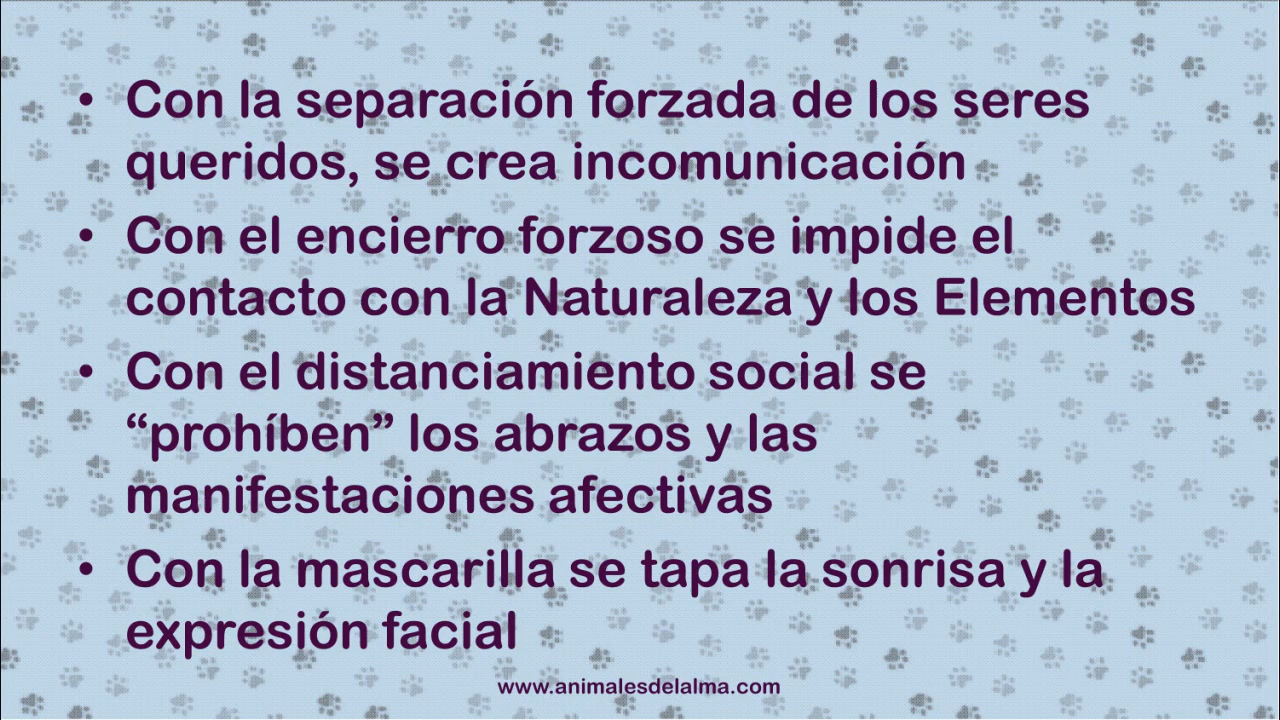 • Con la separación forzada de los seres
queridos, se crea incomunicación
• Con el encierro forzoso se impide el
contacto con la Naturaleza y los Elementos
• Con el distanciamiento social se
“prohíben” los abrazos y las
manifestaciones afectivas
• Con la mascarilla se tapa la sonrisa y la
expresión facial
www.animalesdelalma.com